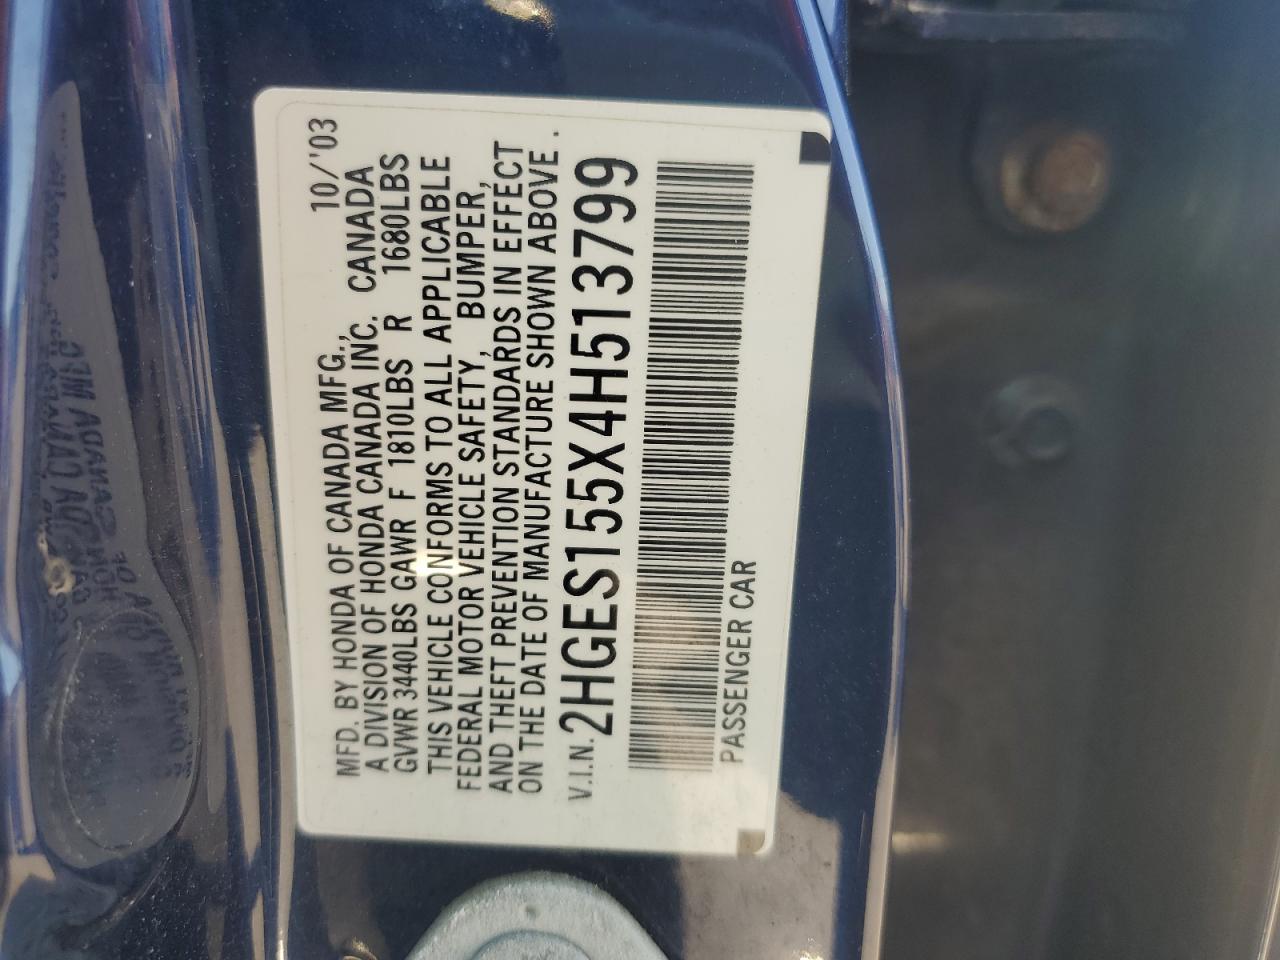 10/'03
MFD. BY HONDA OF CANADA MFG.,
A DIVISION OF HONDA CANADA INC. CANADA
GVWR 3440LBS GAWR F 1810LBS R 1680LBS
THIS VEHICLE CONFORMS TO ALL APPLICABLE
FEDERAL MOTOR VEHICLE SAFETY, BUMPER,
AND THEFT PREVENTION STANDARDS IN EFFECT
ON THE DATE OF MANUFACTURE SHOWN ABOVE.
V.I.N. 2HGES155X4H513799
PASSENGER CAR